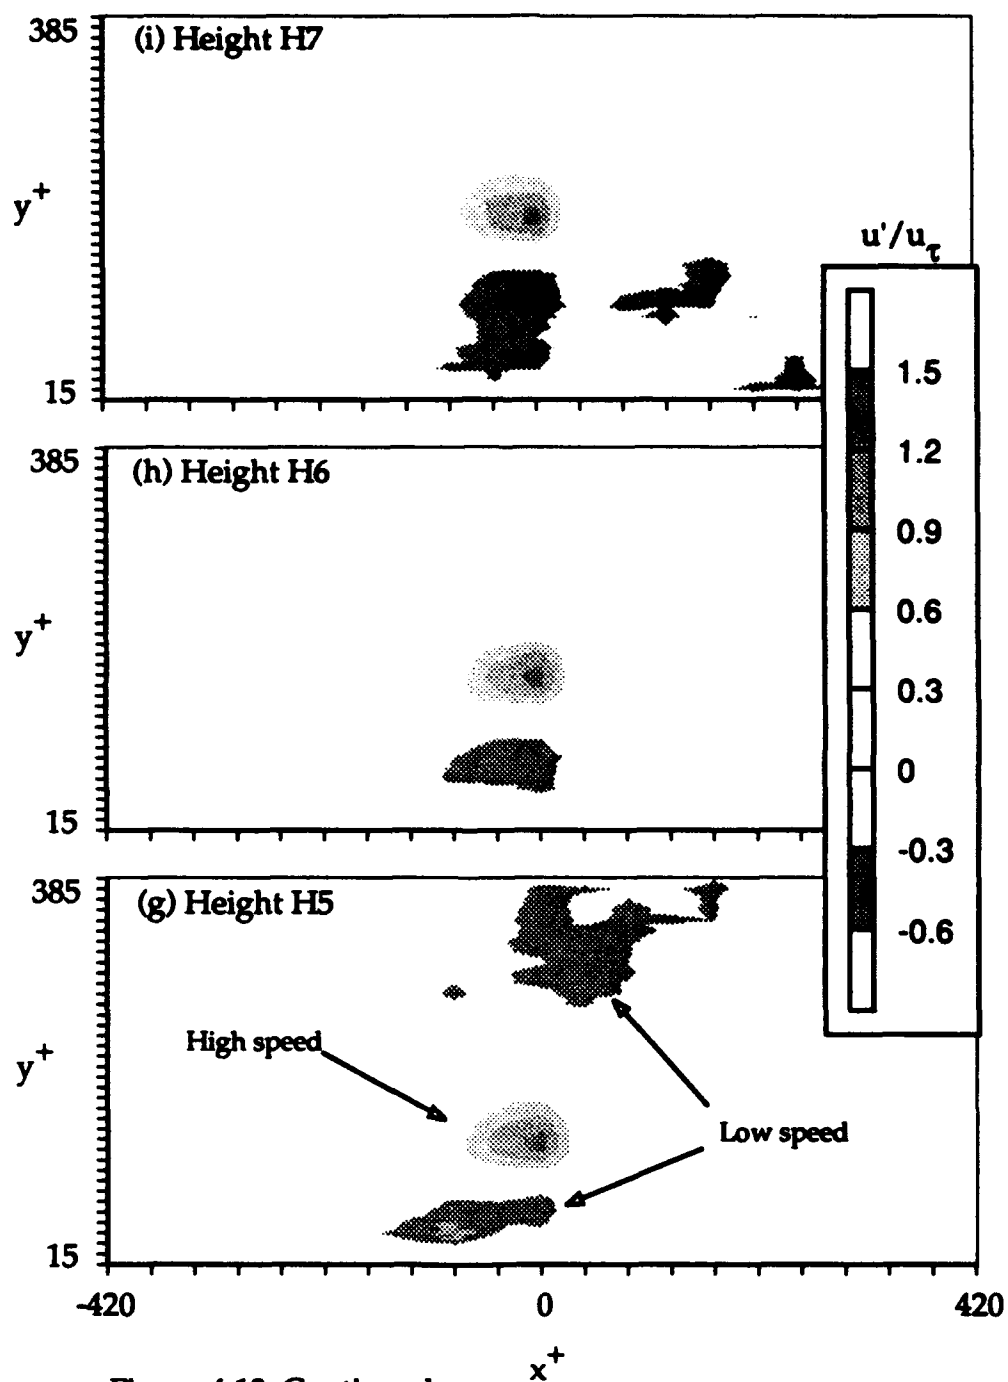 385
(i) Height H7
y+
15
u'/uτ
1.5
1.2
0.9
0.6
0.3
0
-0.3
-0.6
385
(h) Height H6
y+
15
385
(g) Height H5
High speed
y+
Low speed
15
-420
0
420
x+